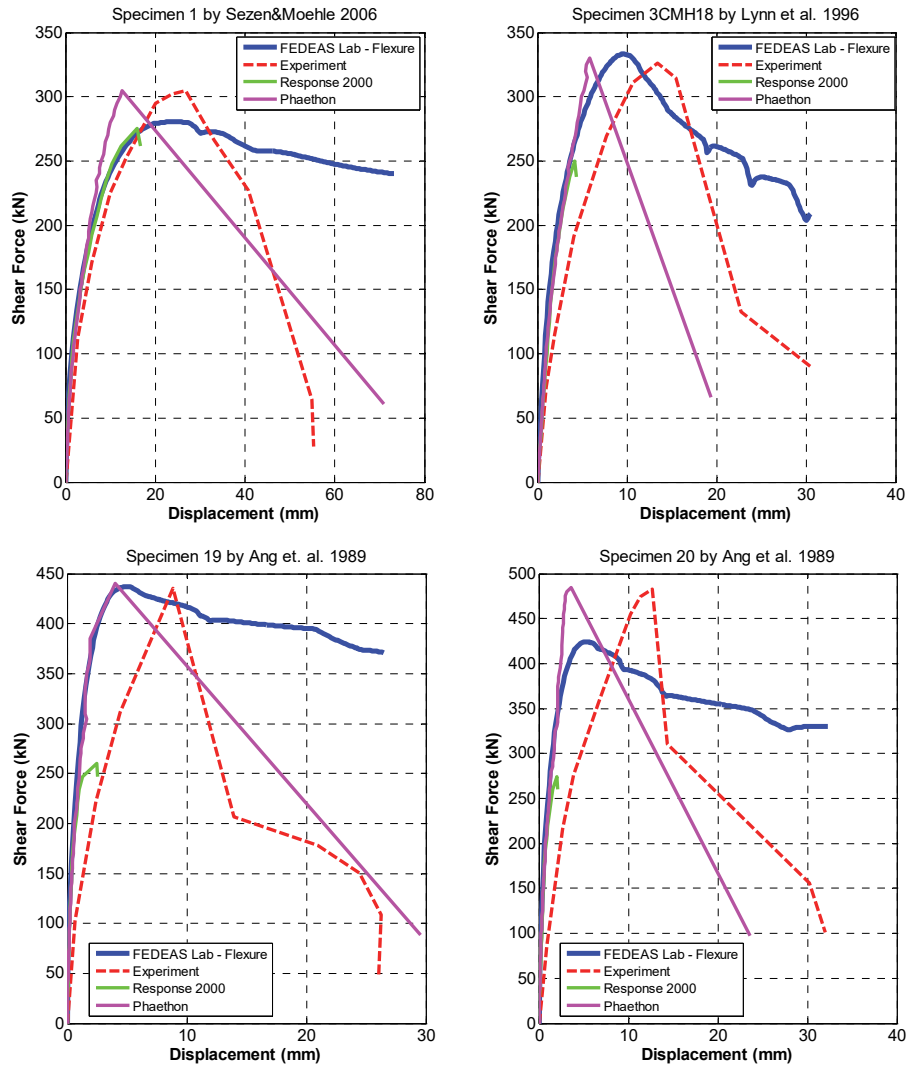 Specimen 1 by Sezen&Moehle 2006
350
300
250
200
150
100
50
0
Shear Force (kN)
0 20 40 60 80
Displacement (mm)
FEDEAS Lab - Flexure
Experiment
Response 2000
Phaethon
Specimen 3CMH18 by Lynn et al. 1996
350
300
250
200
150
100
50
0
Shear Force (kN)
0 10 20 30 40
Displacement (mm)
FEDEAS Lab - Flexure
Experiment
Response 2000
Phaethon
Specimen 19 by Ang et. al. 1989
450
400
350
300
250
200
150
100
50
0
Shear Force (kN)
0 10 20 30
Displacement (mm)
FEDEAS Lab - Flexure
Experiment
Response 2000
Phaethon
Specimen 20 by Ang et al. 1989
500
450
400
350
300
250
200
150
100
50
0
Shear Force (kN)
0 10 20 30 40
Displacement (mm)
FEDEAS Lab - Flexure
Experiment
Response 2000
Phaethon